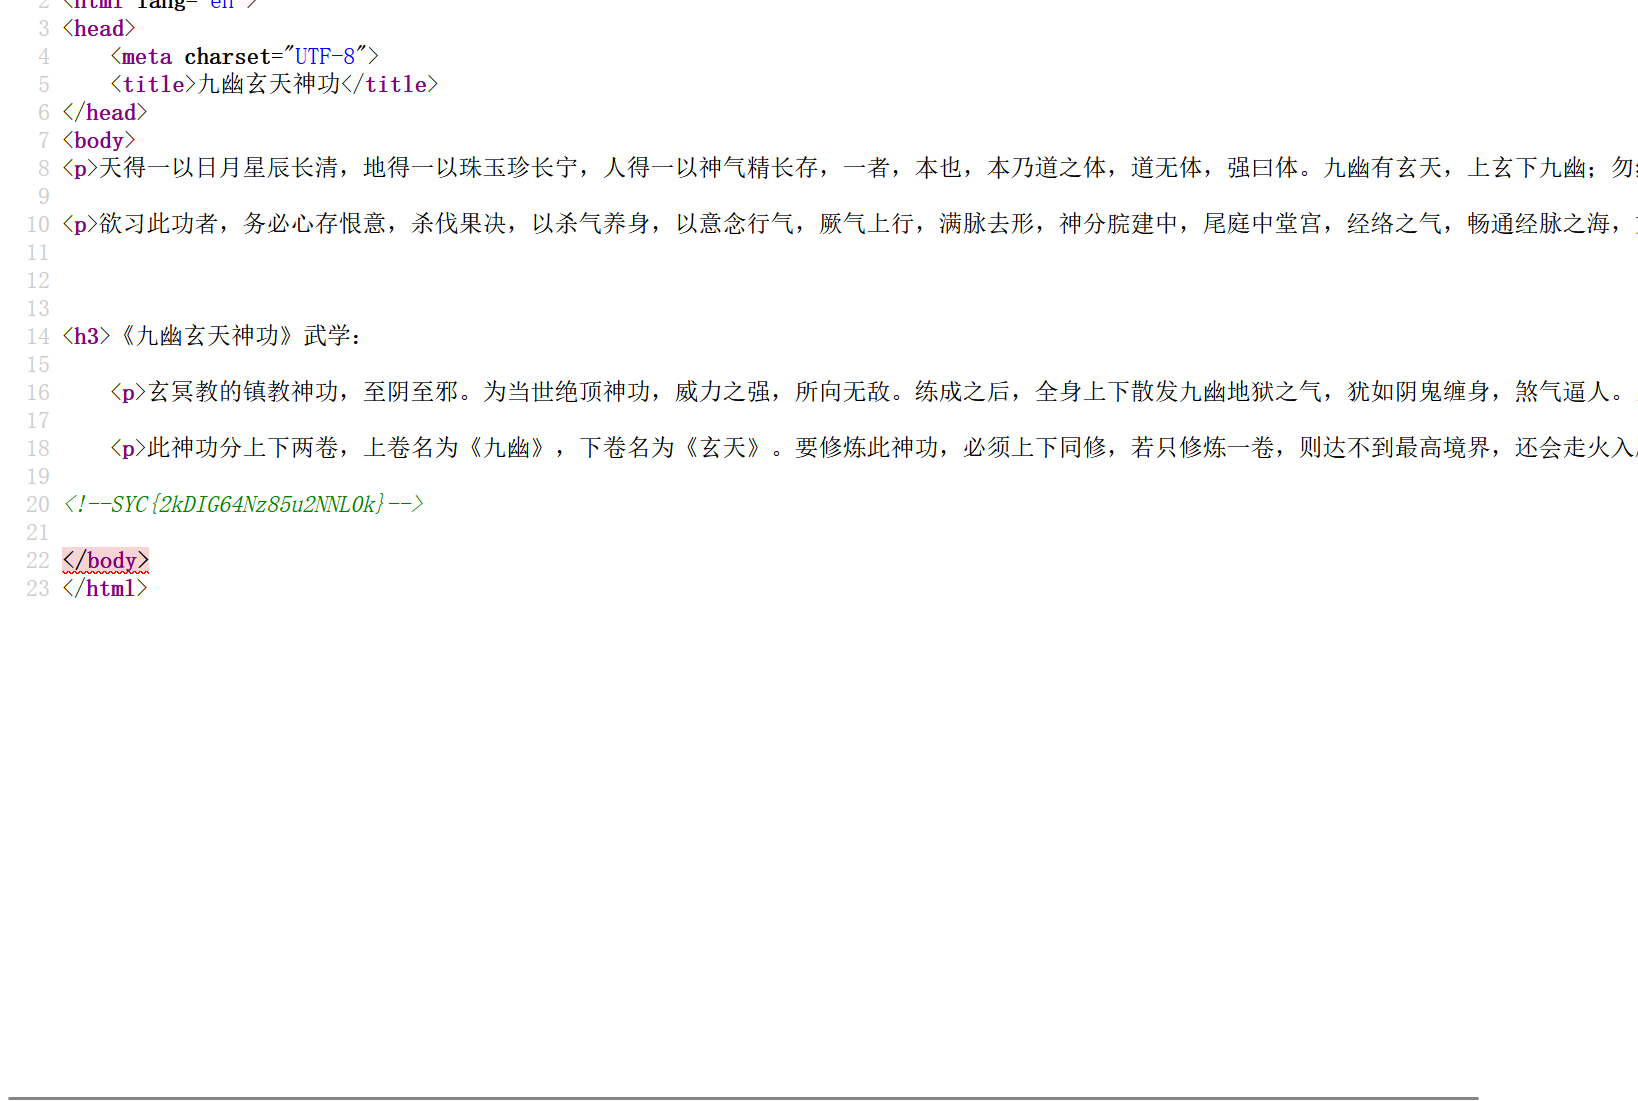 2 <html lang="en">
3 <head>
4 <meta charset="UTF-8">
5 <title>九幽玄天神功</title>
6 </head>
7 <body>
8 <p>天得一以日月星辰长清，地得一以珠玉珍长宁，人得一以神气精长存，一者，本也，本乃道之体，道无体，强曰体。九幽有玄天，上玄下九幽；勿
9
10 <p>欲习此功者，务必心存恨意，杀伐果决，以杀气养身，以意念行气，厥气上行，满脉去形，神分脘建中，尾庭中堂宫，经络之气，畅通经脉之海，
11
12
13
14 <h3>《九幽玄天神功》武学：
15
16 <p>玄冥教的镇教神功，至阴至邪。为当世绝顶神功，威力之强，所向无敌。练成之后，全身上下散发九幽地狱之气，犹如阴鬼缠身，煞气逼人。
17
18 <p>此神功分上下两卷，上卷名为《九幽》，下卷名为《玄天》。要修炼此神功，必须上下同修，若只修炼一卷，则达不到最高境界，还会走火入
19
20 <!--SYC{2kDIG64Nz85u2NNLOk}-->
21
22 </body>
23 </html>